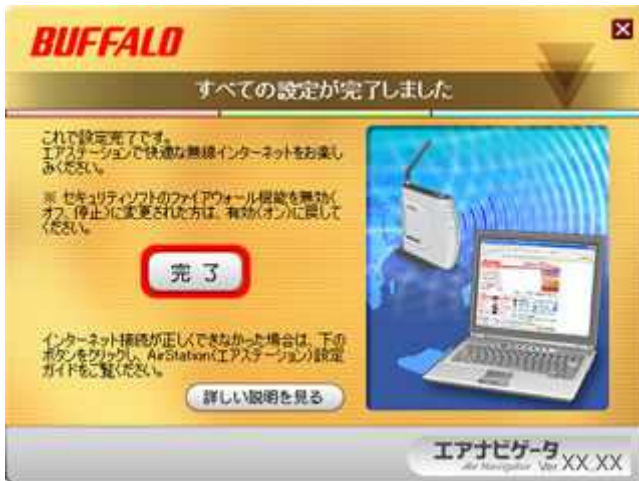 BUFFALO
すべての設定が完了しました
これで設定完了です。
エアステーションで快適な無線インターネットをお楽し
みください。
※ セキュリティソフトのファイアウォール機能を無効(
オフ、停止)に変更された方は、有効(オン)に戻して
ください。
完了
インターネット接続が正しくできなかった場合は、下の
ボタンをクリックし、AirStation(エアステーション)設定
ガイドをご覧ください。
詳しい説明を見る
エアナビゲータ
Air Navigator Ver XX.XX